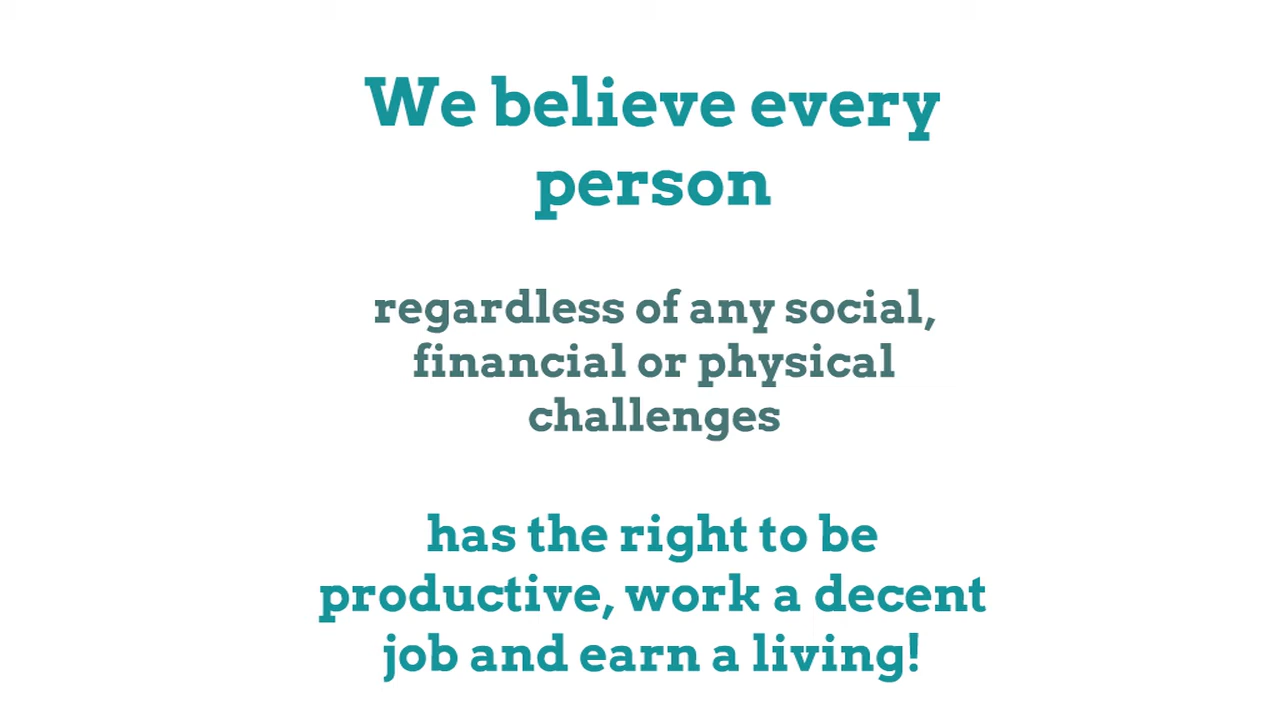 We believe every
person
regardless of any social,
financial or physical
challenges
has the right to be
productive, work a decent
job and earn a living!